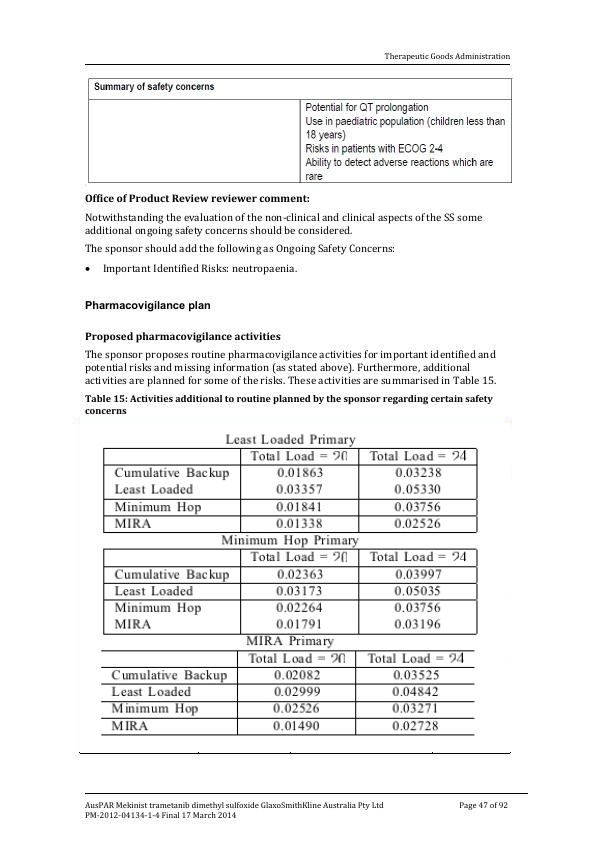 Therapeutic Goods Administration
Summary of safety concerns
Potential for QT prolongation
Use in paediatric population (children less than
18 years)
Risks in patients with ECOG 2-4
Ability to detect adverse reactions which are
rare
Office of Product Review reviewer comment:
Notwithstanding the evaluation of the non-clinical and clinical aspects of the SS some
additional ongoing safety concerns should be considered.
The sponsor should add the following as Ongoing Safety Concerns:
• Important Identified Risks: neutropaenia.
Pharmacovigilance plan
Proposed pharmacovigilance activities
The sponsor proposes routine pharmacovigilance activities for important identified and
potential risks and missing information (as stated above). Furthermore, additional
activities are planned for some of the risks. These activities are summarised in Table 15.
Table 15: Activities additional to routine planned by the sponsor regarding certain safety
concerns
Least Loaded Primary
Total Load = Total Load =
Cumulative Backup 0.01863 0.03238
Least Loaded 0.03357 0.05330
Minimum Hop 0.01841 0.03756
MIRA 0.01338 0.02526
Minimum Hop Primary
Total Load = Total Load =
Cumulative Backup 0.02363 0.03997
Least Loaded 0.03173 0.05035
Minimum Hop 0.02264 0.03756
MIRA 0.01791 0.03196
MIRA Primary
Total Load = Total Load =
Cumulative Backup 0.02082 0.03525
Least Loaded 0.02999 0.04842
Minimum Hop 0.02526 0.03271
MIRA 0.01490 0.02728
AusPAR Mekinist trametanib dimethyl sulfoxide GlaxoSmithKline Australia Pty Ltd Page 47 of 92
PM-2012-04134-1-4 Final 17 March 2014